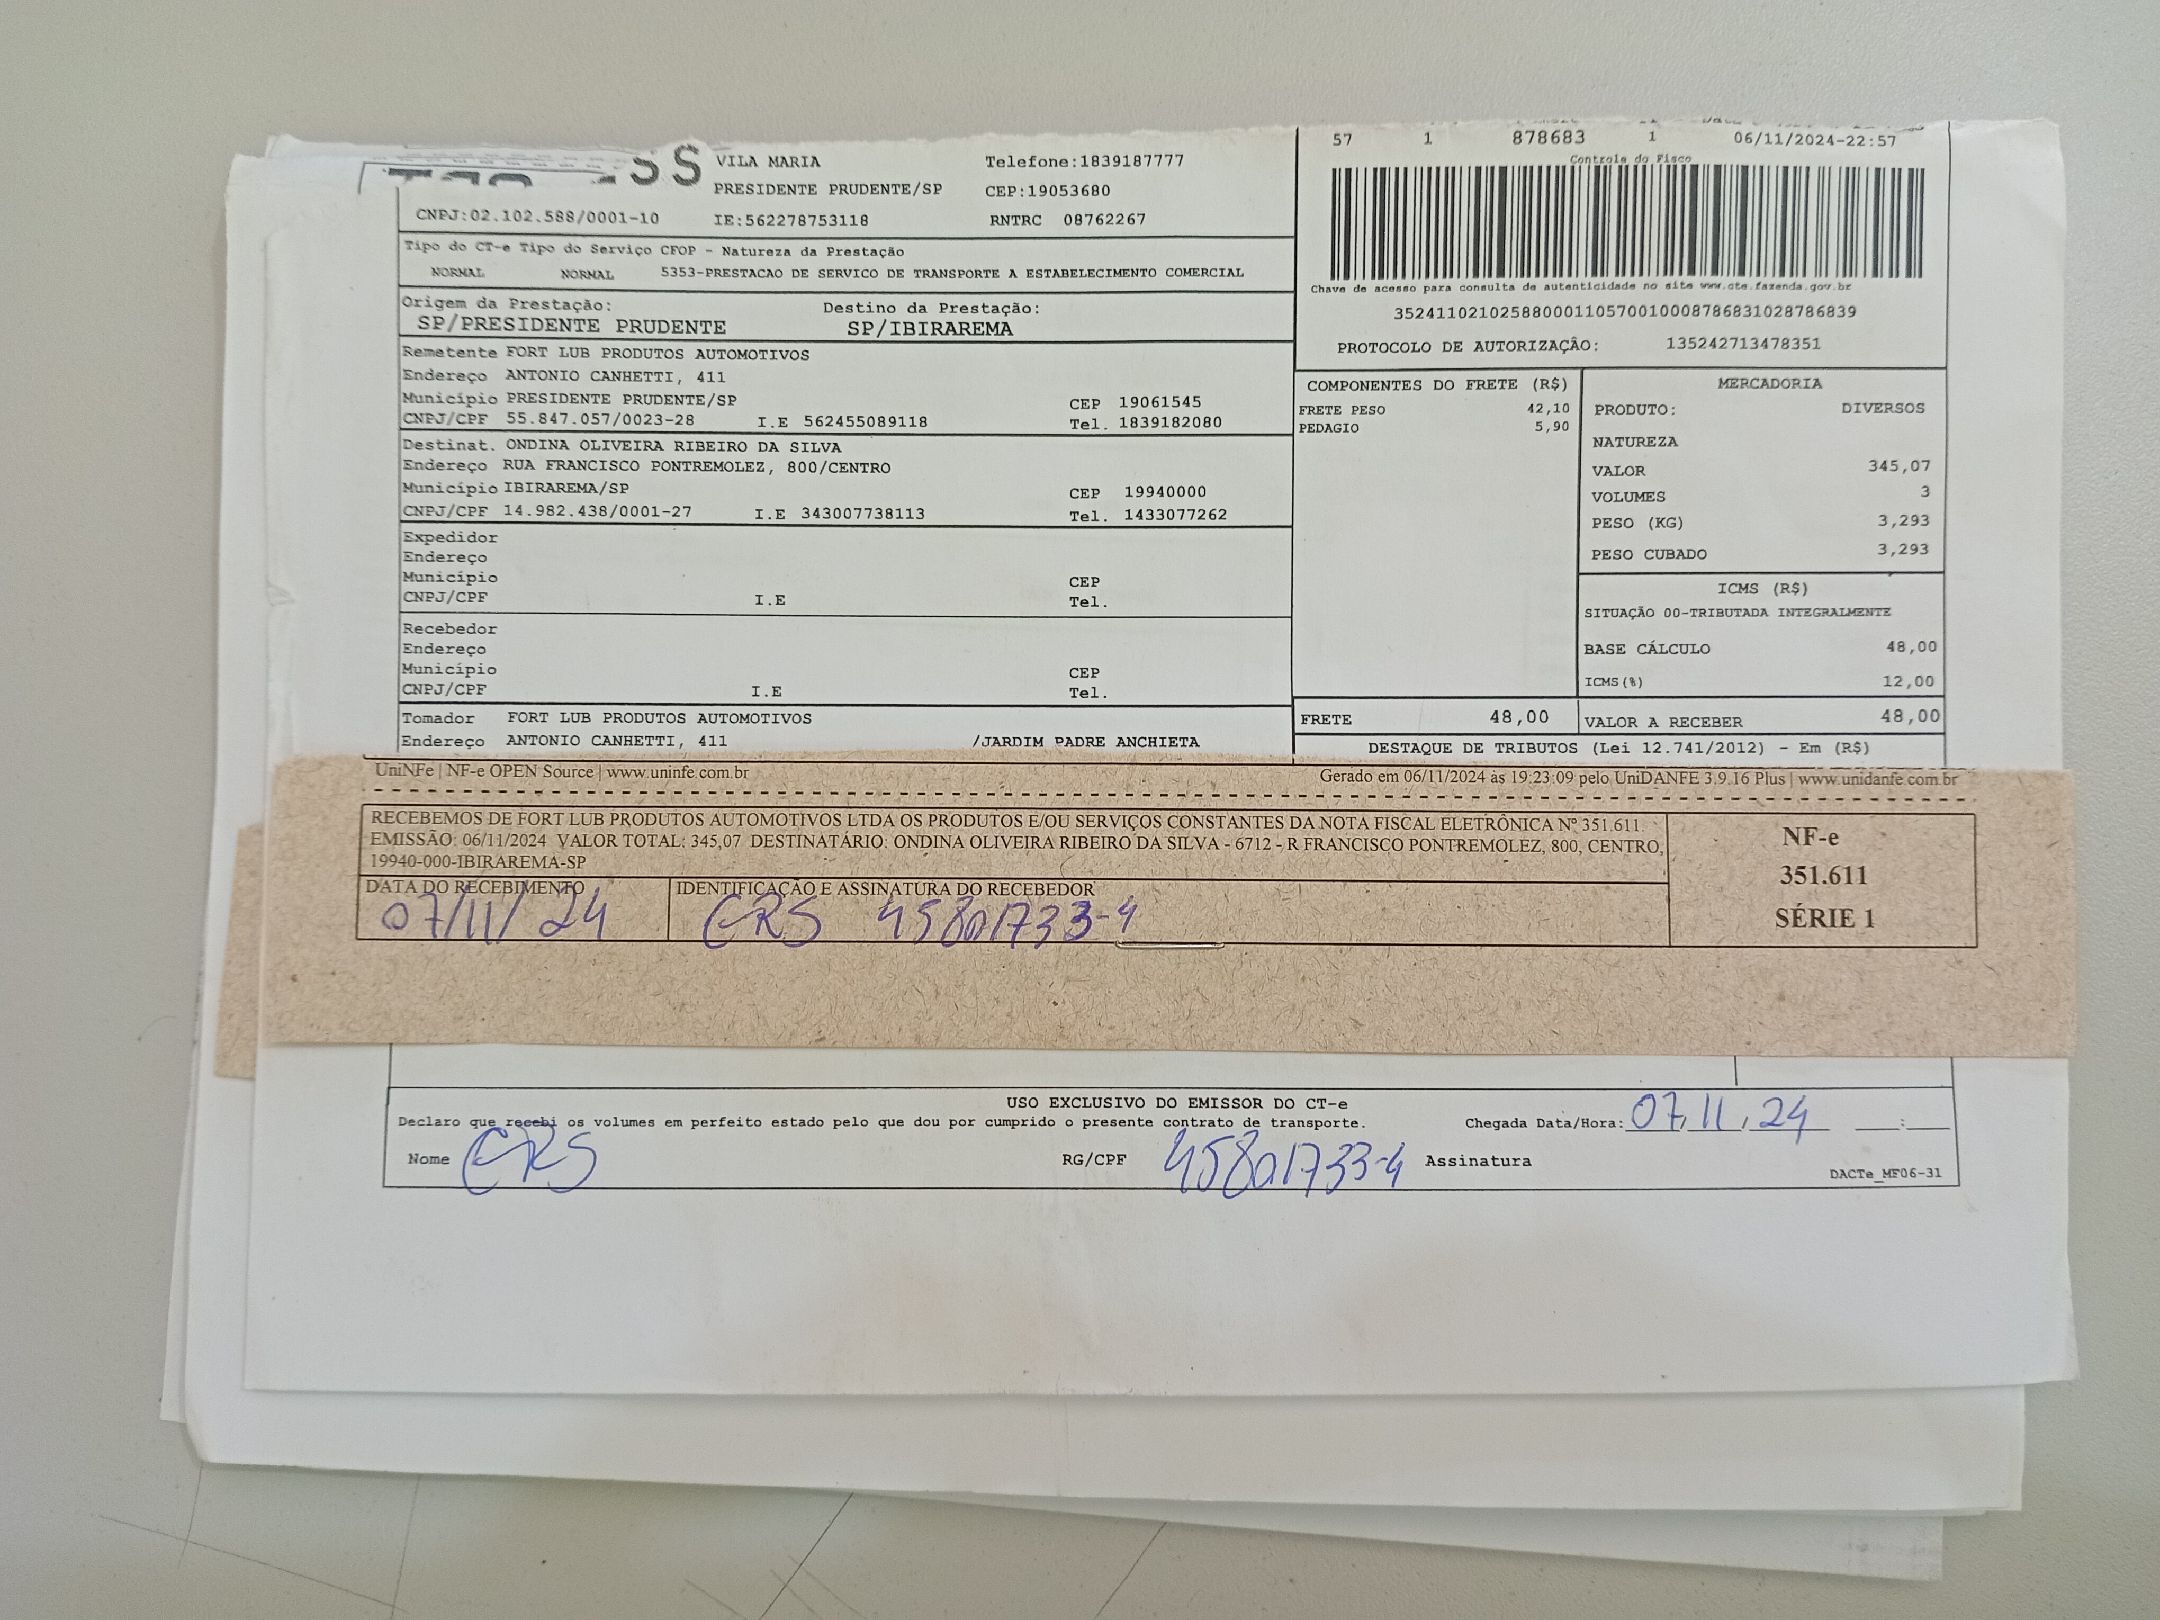 SS
VILA MARIA Telefone:1839187777
PRESIDENTE PRUDENTE/SP CEP:19053680
CNPJ:02.102.588/0001-10 IE:562278753118 RNTRC 08762267
57 1 878683 1 06/11/2024-22:57
Controle do Fisco
Tipo do CT-e Tipo do Serviço CFOP - Natureza da Prestação
NORMAL NORMAL 5353-PRESTACAO DE SERVICO DE TRANSPORTE A ESTABELECIMENTO COMERCIAL
Chave de acesso para consulta de autenticidade no site www.cte.fazenda.gov.br
35241102102588000110570010008786831028786839
PROTOCOLO DE AUTORIZAÇÃO: 135242713478351
Origem da Prestação: Destino da Prestação:
SP/PRESIDENTE PRUDENTE SP/IBIRAREMA
Remetente FORT LUB PRODUTOS AUTOMOTIVOS
Endereço ANTONIO CANHETTI, 411
Município PRESIDENTE PRUDENTE/SP CEP 19061545
CNPJ/CPF 55.847.057/0023-28 I.E 562455089118 Tel. 1839182080
Destinat. ONDINA OLIVEIRA RIBEIRO DA SILVA
Endereço RUA FRANCISCO PONTREMOLEZ, 800/CENTRO
Município IBIRAREMA/SP CEP 19940000
CNPJ/CPF 14.982.438/0001-27 I.E 343007738113 Tel. 1433077262
Expedidor
Endereço
Município CEP
CNPJ/CPF I.E Tel.
Recebedor
Endereço
Município CEP
CNPJ/CPF I.E Tel.
Tomador FORT LUB PRODUTOS AUTOMOTIVOS
Endereço ANTONIO CANHETTI, 411 /JARDIM PADRE ANCHIETA
COMPONENTES DO FRETE (R$)
FRETE PESO 42,10
PEDAGIO 5,90
MERCADORIA
PRODUTO: DIVERSOS
NATUREZA
VALOR 345,07
VOLUMES 3
PESO (KG) 3,293
PESO CUBADO 3,293
ICMS (R$)
SITUAÇÃO 00-TRIBUTADA INTEGRALMENTE
BASE CÁLCULO 48,00
ICMS(%) 12,00
FRETE 48,00 VALOR A RECEBER 48,00
DESTAQUE DE TRIBUTOS (Lei 12.741/2012) - Em (R$)
UniNFe | NF-e OPEN Source | www.uninfe.com.br Gerado em 06/11/2024 às 19:23:09 pelo UniDANFE 3.9.16 Plus | www.unidanfe.com.br
RECEBEMOS DE FORT LUB PRODUTOS AUTOMOTIVOS LTDA OS PRODUTOS E/OU SERVIÇOS CONSTANTES DA NOTA FISCAL ELETRÔNICA Nº 351.611.
EMISSÃO: 06/11/2024 VALOR TOTAL: 345,07 DESTINATÁRIO: ONDINA OLIVEIRA RIBEIRO DA SILVA - 6712 - R FRANCISCO PONTREMOLEZ, 800, CENTRO,
19940-000-IBIRAREMA-SP
DATA DO RECEBIMENTO IDENTIFICAÇÃO E ASSINATURA DO RECEBEDOR
07/11/24 CRS 45801733-4
NF-e
351.611
SÉRIE 1
USO EXCLUSIVO DO EMISSOR DO CT-e
Declaro que recebi os volumes em perfeito estado pelo que dou por cumprido o presente contrato de transporte. Chegada Data/Hora: 07,11,24 :
Nome CRS RG/CPF 45801733-4 Assinatura
DACTe_MF06-31